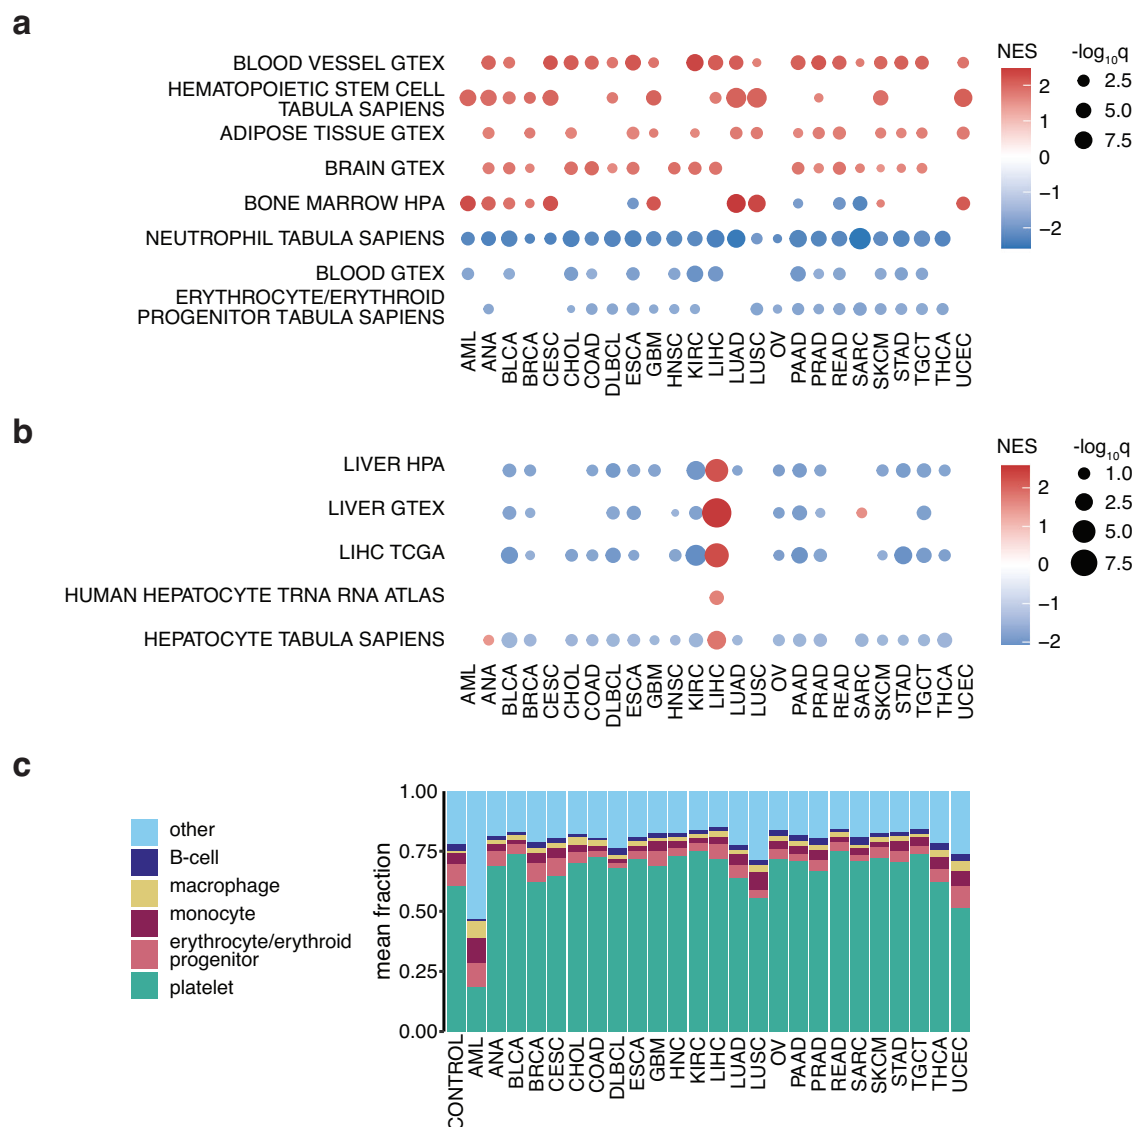 a
BLOOD VESSEL GTEX
HEMATOPOIETIC STEM CELL
TABULA SAPIENS
ADIPOSE TISSUE GTEX
BRAIN GTEX
BONE MARROW HPA
NEUTROPHIL TABULA SAPIENS
BLOOD GTEX
ERYTHROCYTE/ERYTHROID
PROGENITOR TABULA SAPIENS
AML ANA BLCA BRCA CESC CHOL COAD DLBCL ESCA GBM HNSC KIRC LIHC LUAD LUSC OV PAAD PRAD READ SARC SKCM STAD TGCT THCA UCEC
NES
2
1
0
−1
−2
-log10q
2.5
5.0
7.5
b
LIVER HPA
LIVER GTEX
LIHC TCGA
HUMAN HEPATOCYTE TRNA RNA ATLAS
HEPATOCYTE TABULA SAPIENS
AML ANA BLCA BRCA CESC CHOL COAD DLBCL ESCA GBM HNSC KIRC LIHC LUAD LUSC OV PAAD PRAD READ SARC SKCM STAD TGCT THCA UCEC
NES
2
1
0
−1
−2
-log10q
1.0
2.5
5.0
7.5
c
other
B-cell
macrophage
monocyte
erythrocyte/erythroid
progenitor
platelet
mean fraction
1.00
0.75
0.50
0.25
0.00
CONTROL AML ANA BLCA BRCA CESC CHOL COAD DLBCL ESCA GBM HNC KIRC LIHC LUAD LUSC OV PAAD PRAD READ SARC SKCM STAD TGCT THCA UCEC